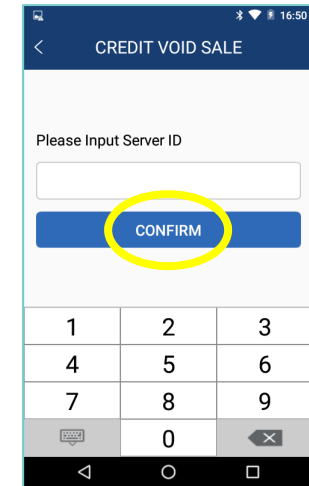 16:50
CREDIT VOID SALE
Please Input Server ID
CONFIRM
1 2 3
4 5 6
7 8 9
0